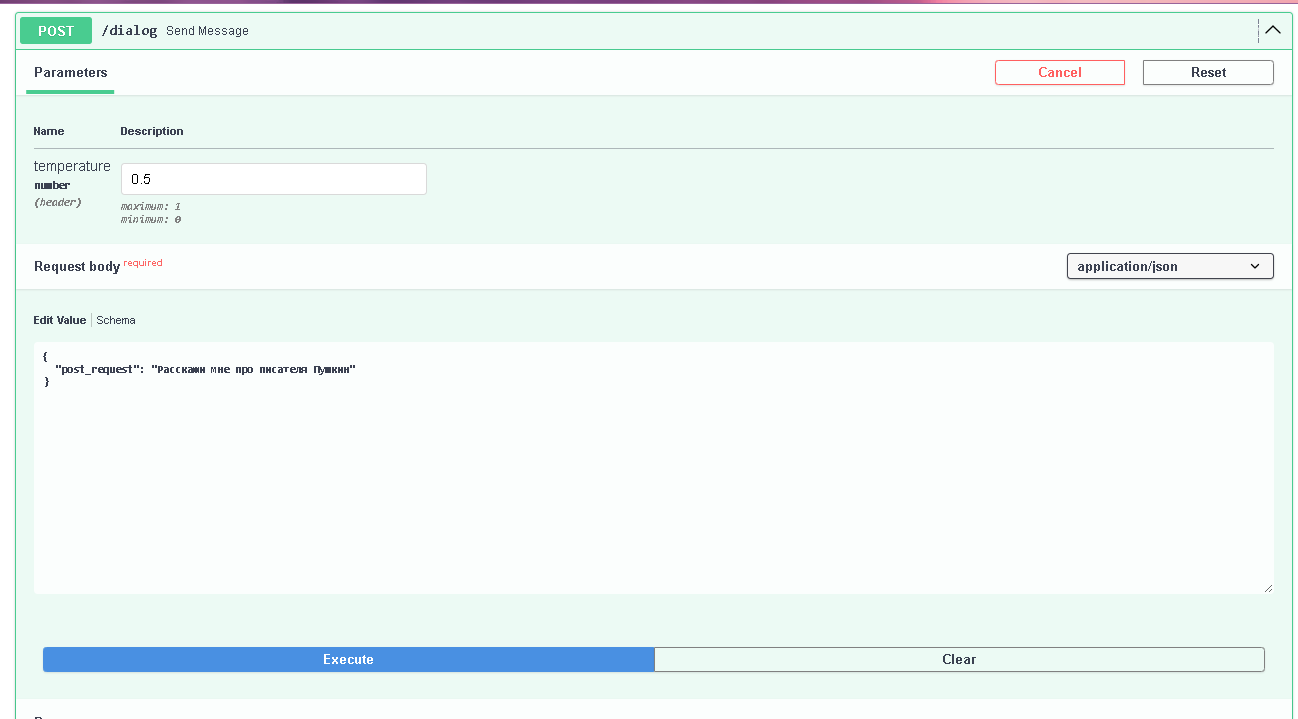 POST /dialog Send Message
Parameters
Cancel
Reset
Name Description
temperature
number
(header)
0.5
maximum: 1
minimum: 0
Request body required
application/json
Edit Value | Schema
{
"post_request": "Расскажи мне про писателя Пушкин"
}
Execute
Clear